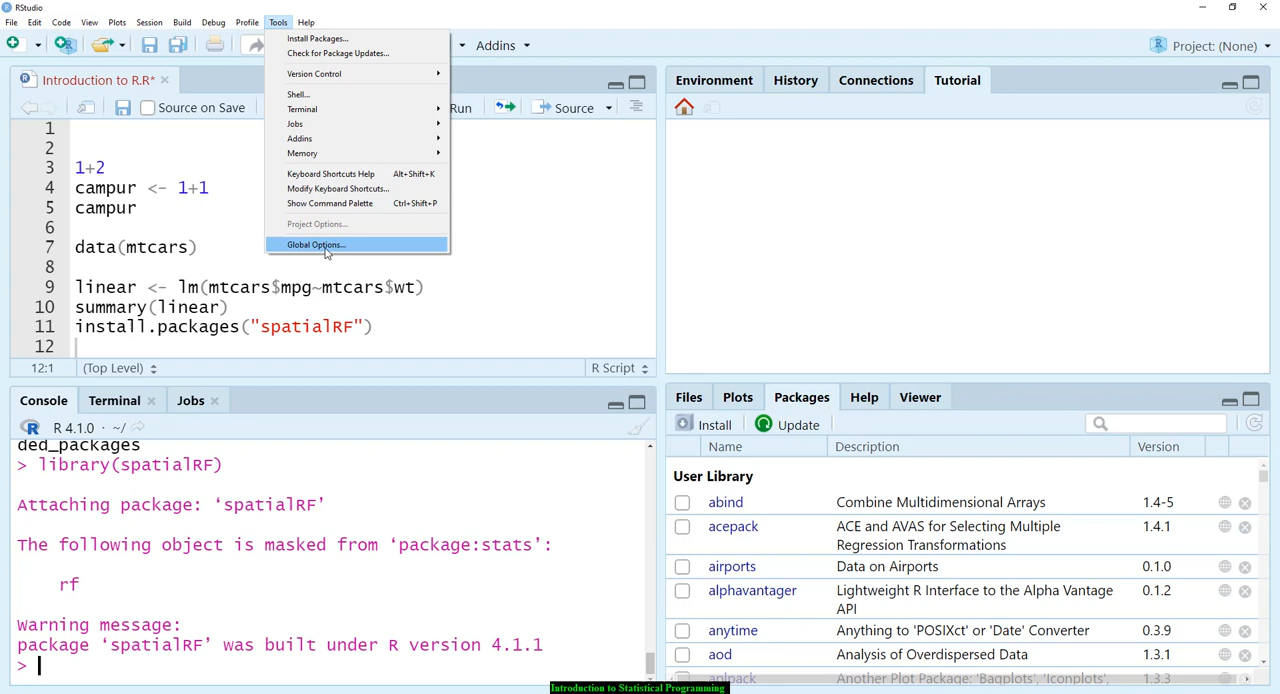 RStudio
File Edit Code View Plots Session Build Debug Profile Tools Help
Addins
Project: (None)
Install Packages...
Check for Package Updates...
Version Control
Shell...
Terminal
Jobs
Addins
Memory
Keyboard Shortcuts Help Alt+Shift+K
Modify Keyboard Shortcuts...
Show Command Palette Ctrl+Shift+P
Project Options...
Global Options...
Introduction to R.R*
Source on Save
Run
Source
1
2
3 1+2
4 campur <- 1+1
5 campur
6
7 data(mtcars)
8
9 linear <- lm(mtcars$mpg~mtcars$wt)
10 summary(linear)
11 install.packages("spatialRF")
12
12:1 (Top Level) R Script
Environment History Connections Tutorial
Console Terminal Jobs
R 4.1.0 · ~/
ded_packages
> library(spatialRF)
Attaching package: ‘spatialRF’
The following object is masked from ‘package:stats’:
rf
Warning message:
package ‘spatialRF’ was built under R version 4.1.1
>
Files Plots Packages Help Viewer
Install Update
Name Description Version
User Library
abind Combine Multidimensional Arrays 1.4-5
acepack ACE and AVAS for Selecting Multiple 1.4.1
Regression Transformations
airports Data on Airports 0.1.0
alphavantager Lightweight R Interface to the Alpha Vantage 0.1.2
API
anytime Anything to 'POSIXct' or 'Date' Converter 0.3.9
aod Analysis of Overdispersed Data 1.3.1
aplpack Another Plot Package: 'Bagplots', 'Iconplots', 1.3.3
Introduction to Statistical Programming